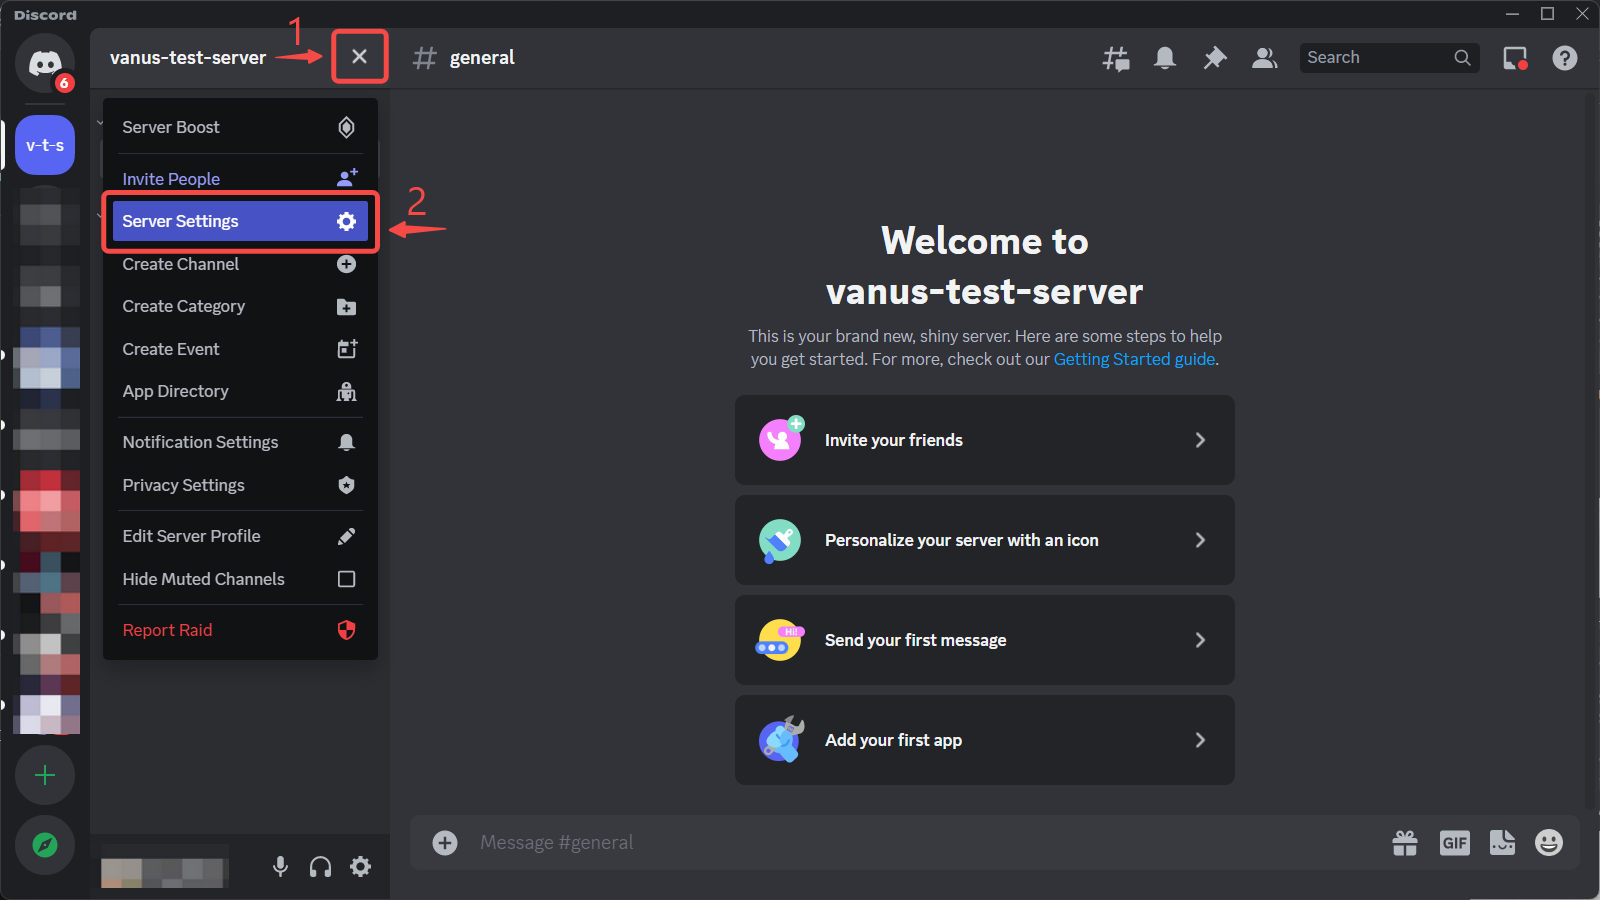 Discord
1
vanus-test-server
general
Search
6
v-t-s
Server Boost
Invite People
2
Server Settings
Create Channel
Create Category
Create Event
App Directory
Notification Settings
Privacy Settings
Edit Server Profile
Hide Muted Channels
Report Raid
Welcome to
vanus-test-server
This is your brand new, shiny server. Here are some steps to help
you get started. For more, check out our Getting Started guide.
Invite your friends
Personalize your server with an icon
Hi!
Send your first message
Add your first app
Message #general
GIF